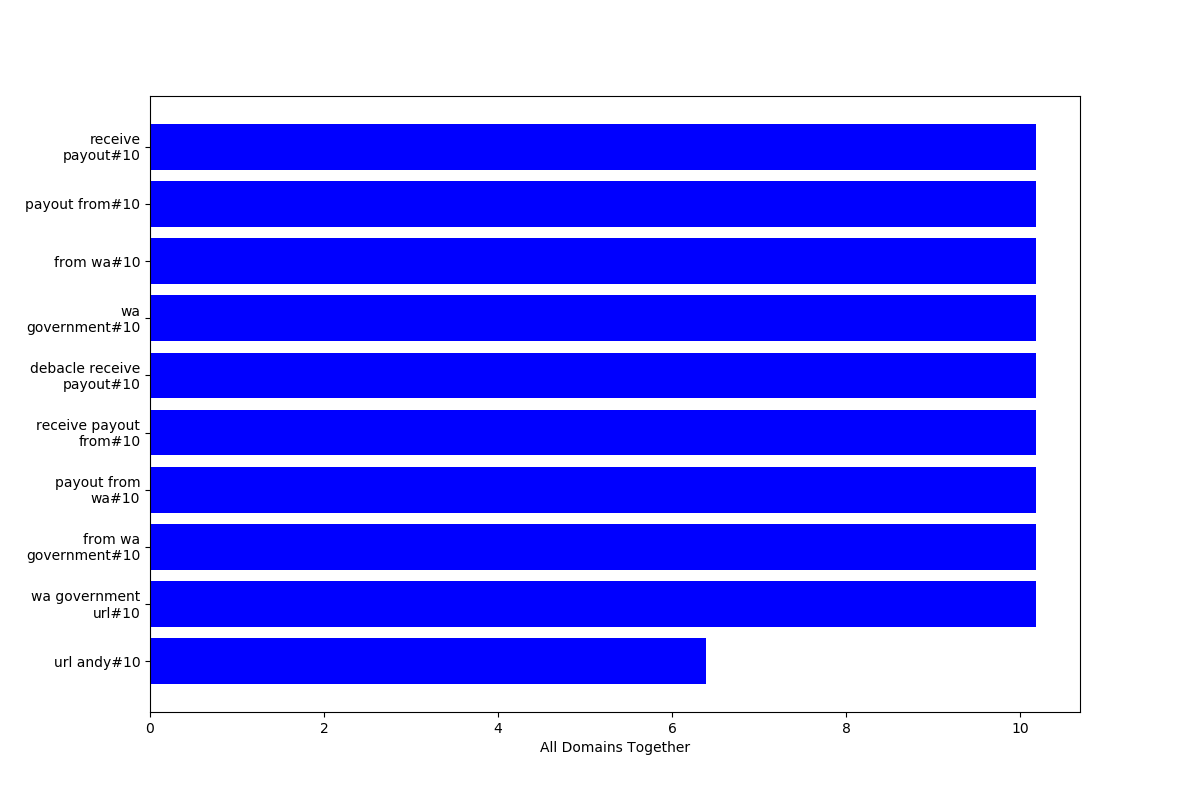 receive
payout#10
payout from#10
from wa#10
wa
government#10
debacle receive
payout#10
receive payout
from#10
payout from
wa#10
from wa
government#10
wa government
url#10
url andy#10
0 2 4 6 8 10
All Domains Together